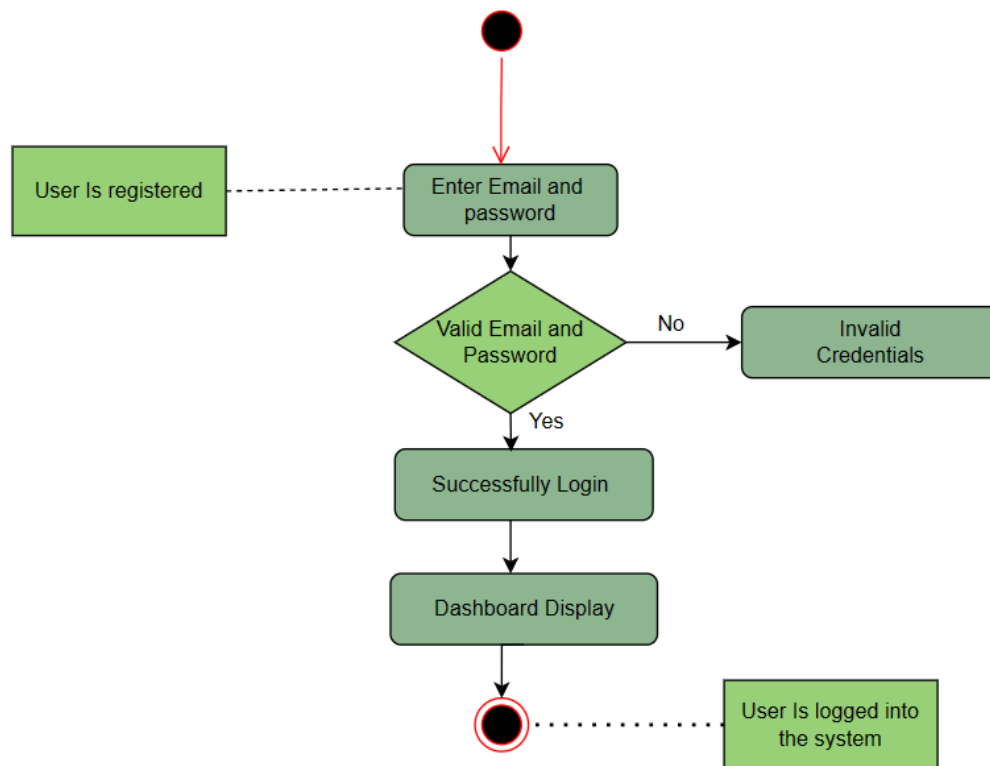 User Is registered
Enter Email and
password
Valid Email and
Password
No
Invalid
Credentials
Yes
Successfully Login
Dashboard Display
User Is logged into
the system